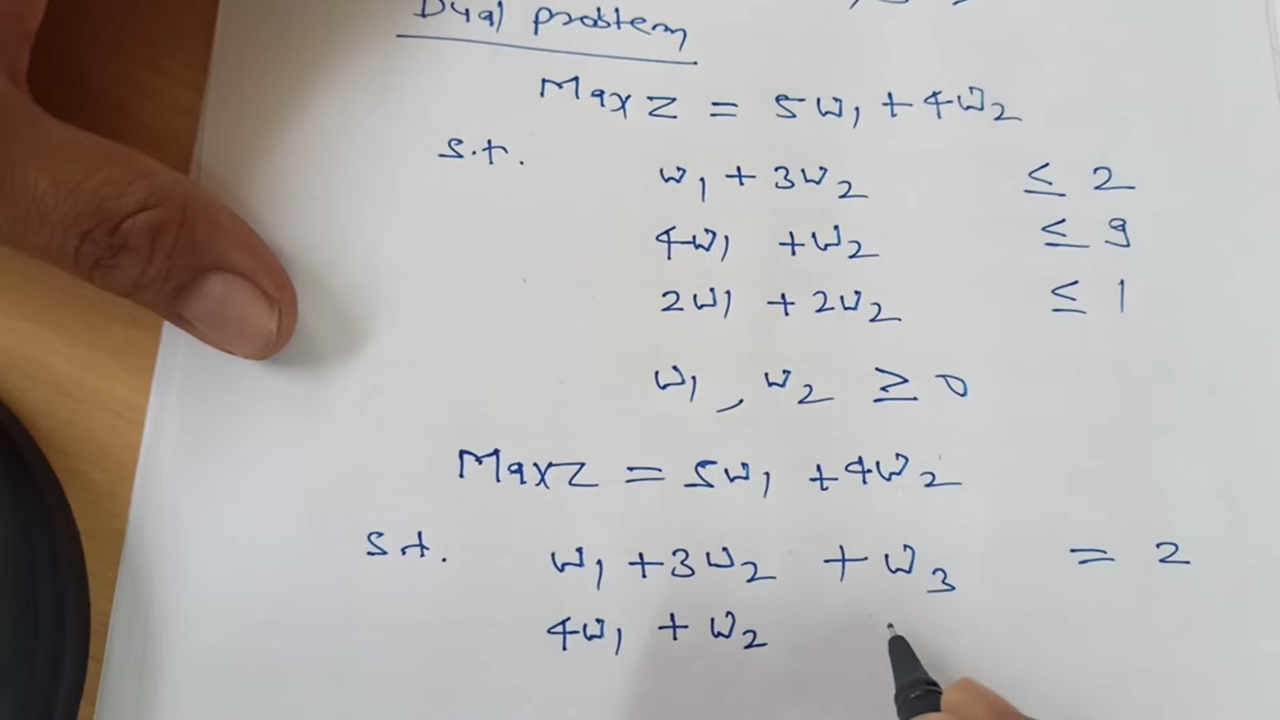 Dual problem
Max Z = 5w₁ + 4w₂
s.t.
w₁ + 3w₂ ≤ 2
4w₁ + w₂ ≤ 9
2w₁ + 2w₂ ≤ 1
w₁, w₂ ≥ 0
Max Z = 5w₁ + 4w₂
s.t. w₁ + 3w₂ + w₃ = 2
4w₁ + w₂